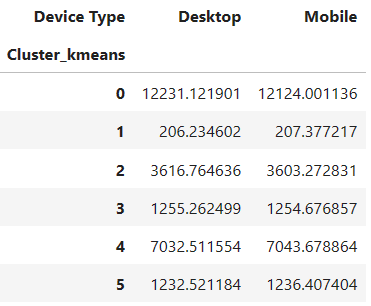 Device Type Desktop Mobile
Cluster_kmeans
0 12231.121901 12124.001136
1 206.234602 207.377217
2 3616.764636 3603.272831
3 1255.262499 1254.676857
4 7032.511554 7043.678864
5 1232.521184 1236.407404